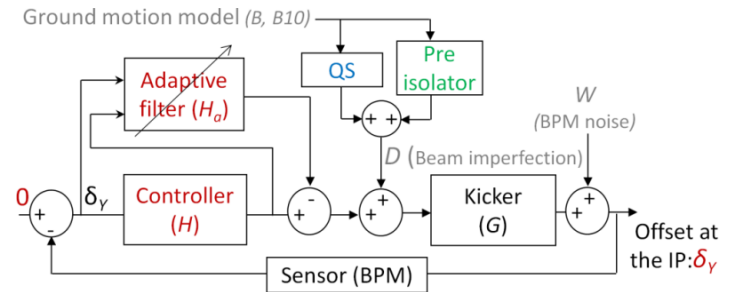 Ground motion model (B, B10)
QS
Pre
isolator
Adaptive
filter (Hₐ)
W
(BPM noise)
+ +
D (Beam imperfection)
0
+
-
δY
Controller
(H)
-
+
+
+
Kicker
(G)
+
+
Offset at
the IP:δY
Sensor (BPM)